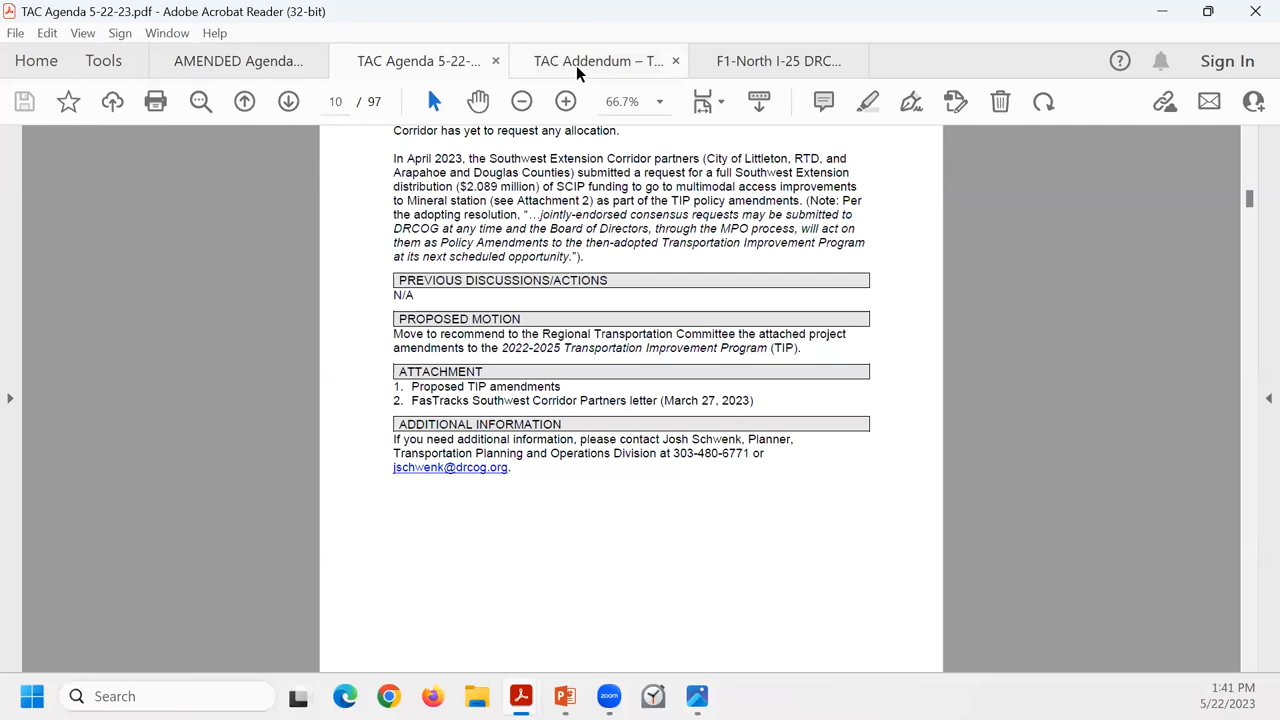 TAC Agenda 5-22-23.pdf - Adobe Acrobat Reader (32-bit)
File Edit View Sign Window Help
Home Tools AMENDED Agenda... TAC Agenda 5-22-... × TAC Addendum – T... × F1-North I-25 DRC... Sign In
10 / 97 66.7%
Corridor has yet to request any allocation.
In April 2023, the Southwest Extension Corridor partners (City of Littleton, RTD, and
Arapahoe and Douglas Counties) submitted a request for a full Southwest Extension
distribution ($2.089 million) of SCIP funding to go to multimodal access improvements
to Mineral station (see Attachment 2) as part of the TIP policy amendments. (Note: Per
the adopting resolution, “…jointly-endorsed consensus requests may be submitted to
DRCOG at any time and the Board of Directors, through the MPO process, will act on
them as Policy Amendments to the then-adopted Transportation Improvement Program
at its next scheduled opportunity.”).
PREVIOUS DISCUSSIONS/ACTIONS
N/A
PROPOSED MOTION
Move to recommend to the Regional Transportation Committee the attached project
amendments to the 2022-2025 Transportation Improvement Program (TIP).
ATTACHMENT
1. Proposed TIP amendments
2. FasTracks Southwest Corridor Partners letter (March 27, 2023)
ADDITIONAL INFORMATION
If you need additional information, please contact Josh Schwenk, Planner,
Transportation Planning and Operations Division at 303-480-6771 or
jschwenk@drcog.org.
Search zoom 1:41 PM
5/22/2023